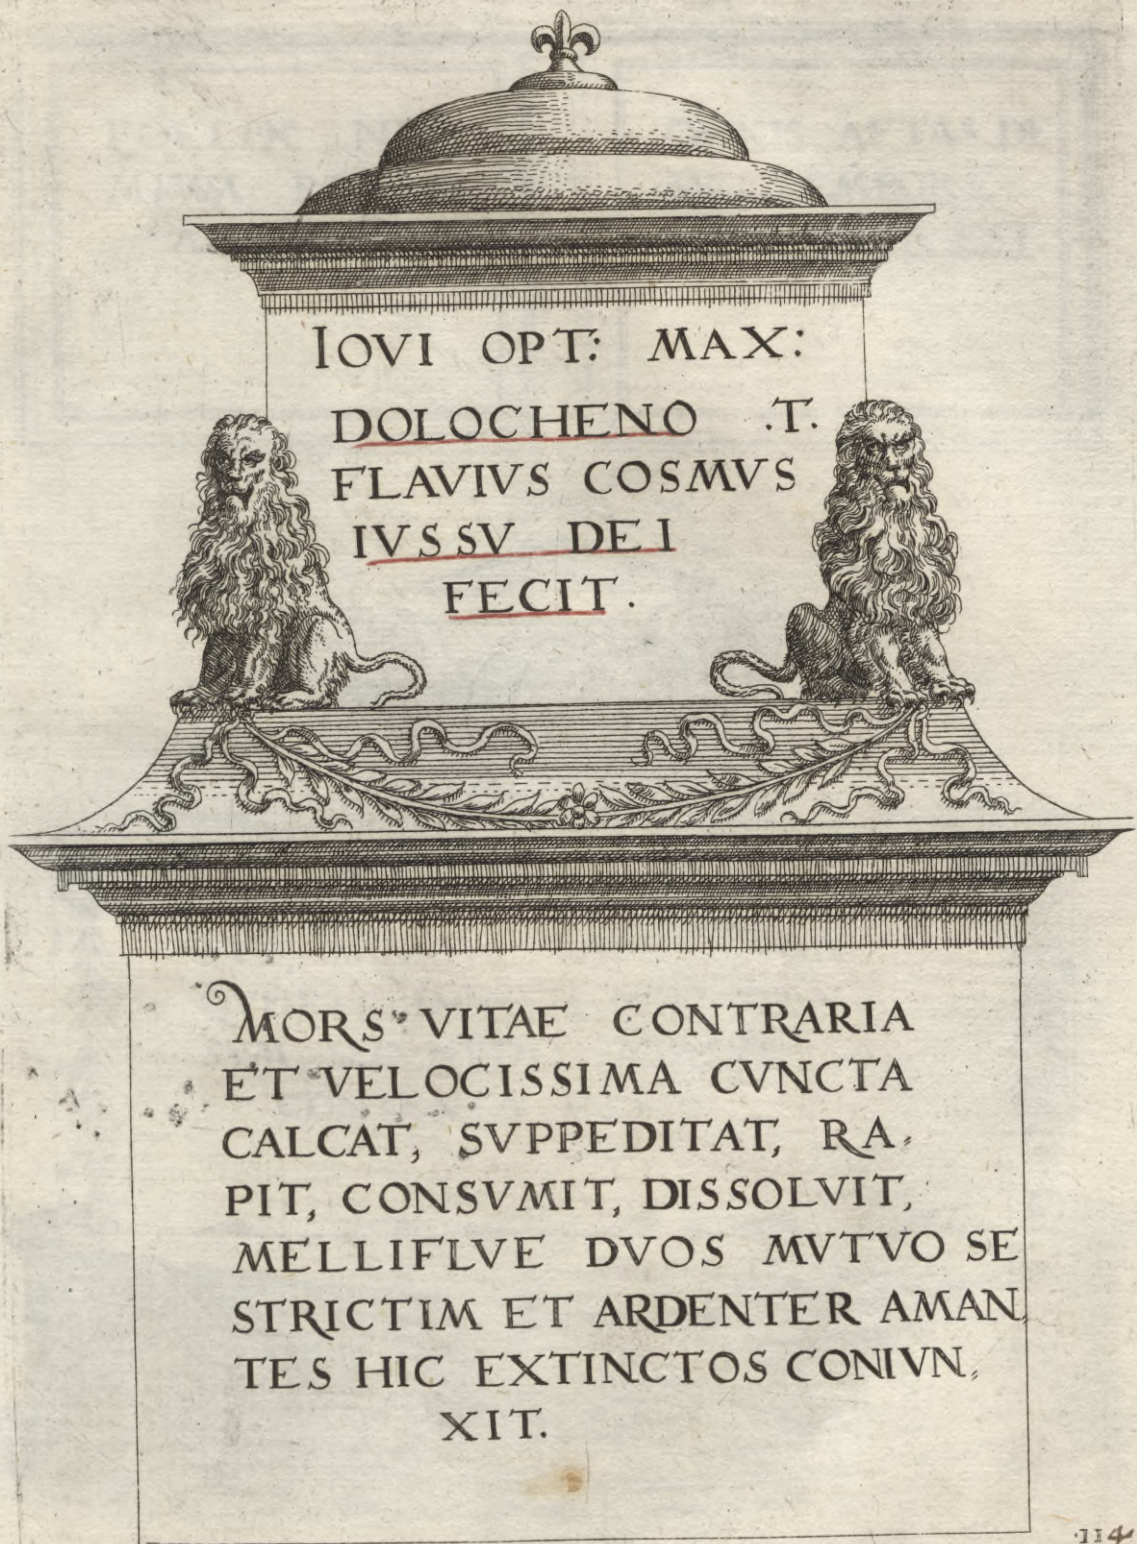 IOVI OPT: MAX:
DOLOCHENO .T.
FLAVIVS COSMVS
IVSSV DEI
FECIT.
MORS VITAE CONTRARIA
ET VELOCISSIMA CVNCTA
CALCAT, SVPPEDITAT, RA,
PIT, CONSVMIT, DISSOLVIT,
MELLIFLVE DVOS MVTVO SE
STRICTIM ET ARDENTER AMAN,
TES HIC EXTINCTOS CONIVN,
XIT.
.114